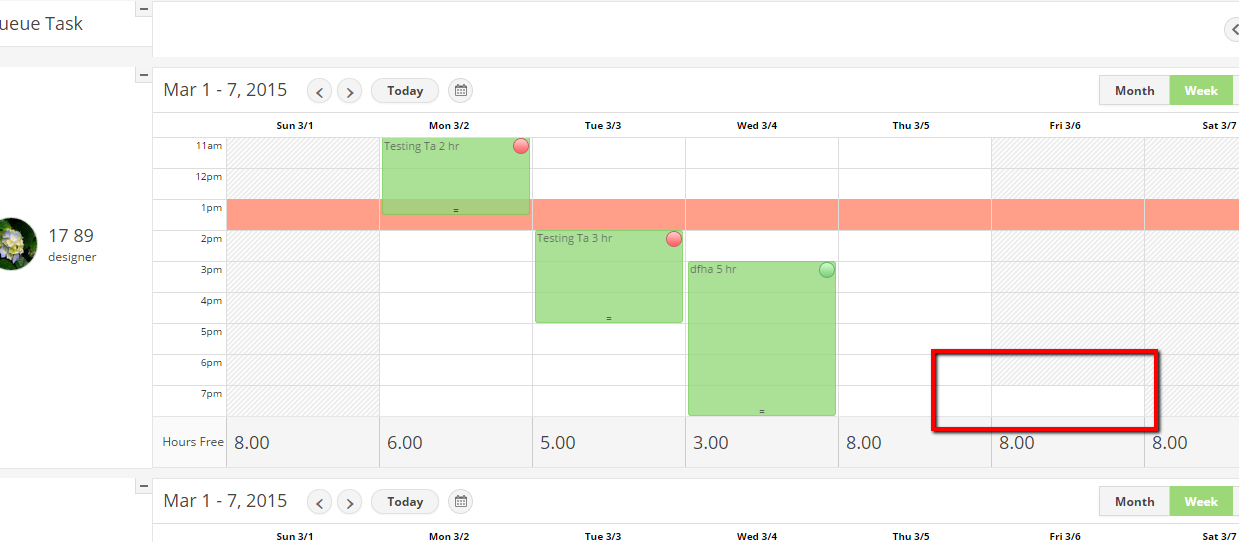 ueue Task
Mar 1 - 7, 2015 Today Month Week
Sun 3/1 Mon 3/2 Tue 3/3 Wed 3/4 Thu 3/5 Fri 3/6 Sat 3/7
11am Testing Ta 2 hr
12pm
1pm =
17 89
designer
2pm Testing Ta 3 hr
3pm dfha 5 hr
4pm =
5pm
6pm
7pm =
Hours Free 8.00 6.00 5.00 3.00 8.00 8.00 8.00
Mar 1 - 7, 2015 Today Month Week
Sun 3/1 Mon 3/2 Tue 3/3 Wed 3/4 Thu 3/5 Fri 3/6 Sat 3/7